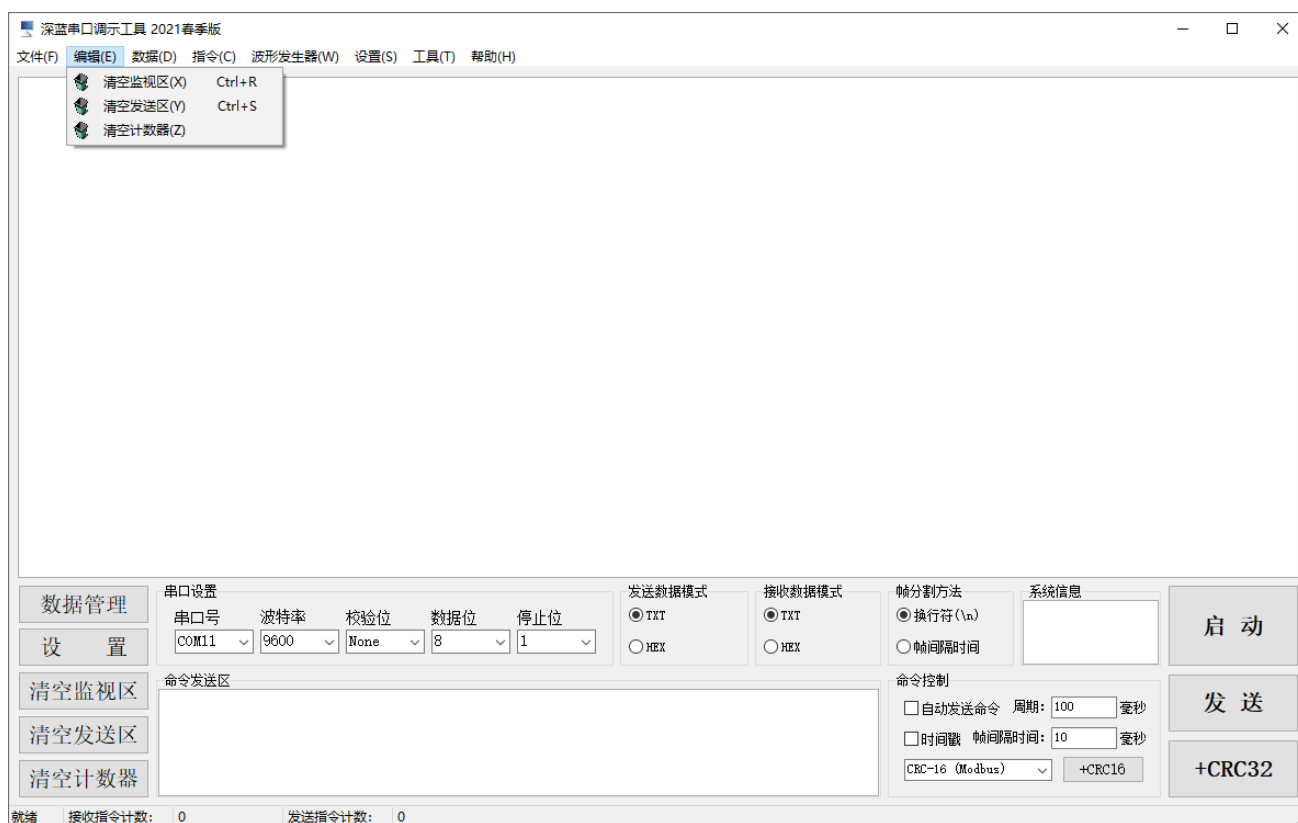 深蓝串口调示工具 2021春季版
文件(F) 编辑(E) 数据(D) 指令(C) 波形发生器(W) 设置(S) 工具(T) 帮助(H)
清空监视区(X) Ctrl+R
清空发送区(Y) Ctrl+S
清空计数器(Z)
数据管理
设 置
清空监视区
清空发送区
清空计数器
串口设置
串口号 波特率 校验位 数据位 停止位
COM11 9600 None 8 1
发送数据模式
TXT
HEX
接收数据模式
TXT
HEX
帧分割方法
换行符(\n)
帧间隔时间
系统信息
命令发送区
命令控制
自动发送命令 周期: 100 毫秒
时间戳 帧间隔时间: 10 毫秒
CRC-16 (Modbus) +CRC16
启 动
发 送
+CRC32
就绪 接收指令计数: 0 发送指令计数: 0